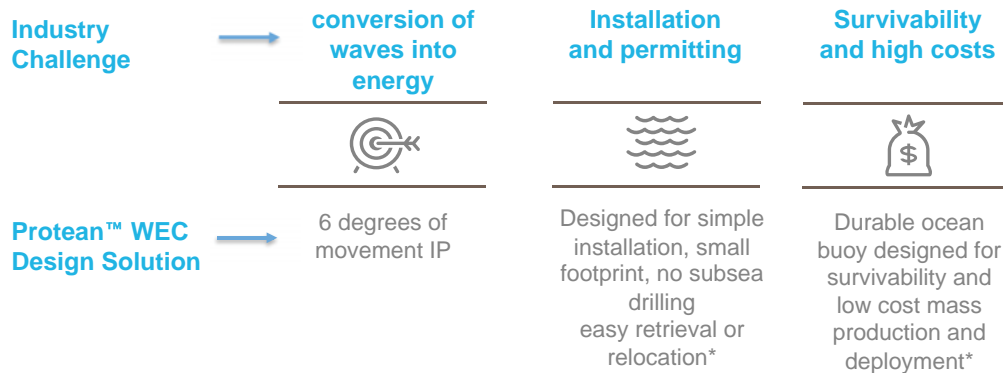 Industry
Challenge
conversion of
waves into
energy
Installation
and permitting
Survivability
and high costs
$
Protean™ WEC
Design Solution
6 degrees of
movement IP
Designed for simple
installation, small
footprint, no subsea
drilling
easy retrieval or
relocation*
Durable ocean
buoy designed for
survivability and
low cost mass
production and
deployment*